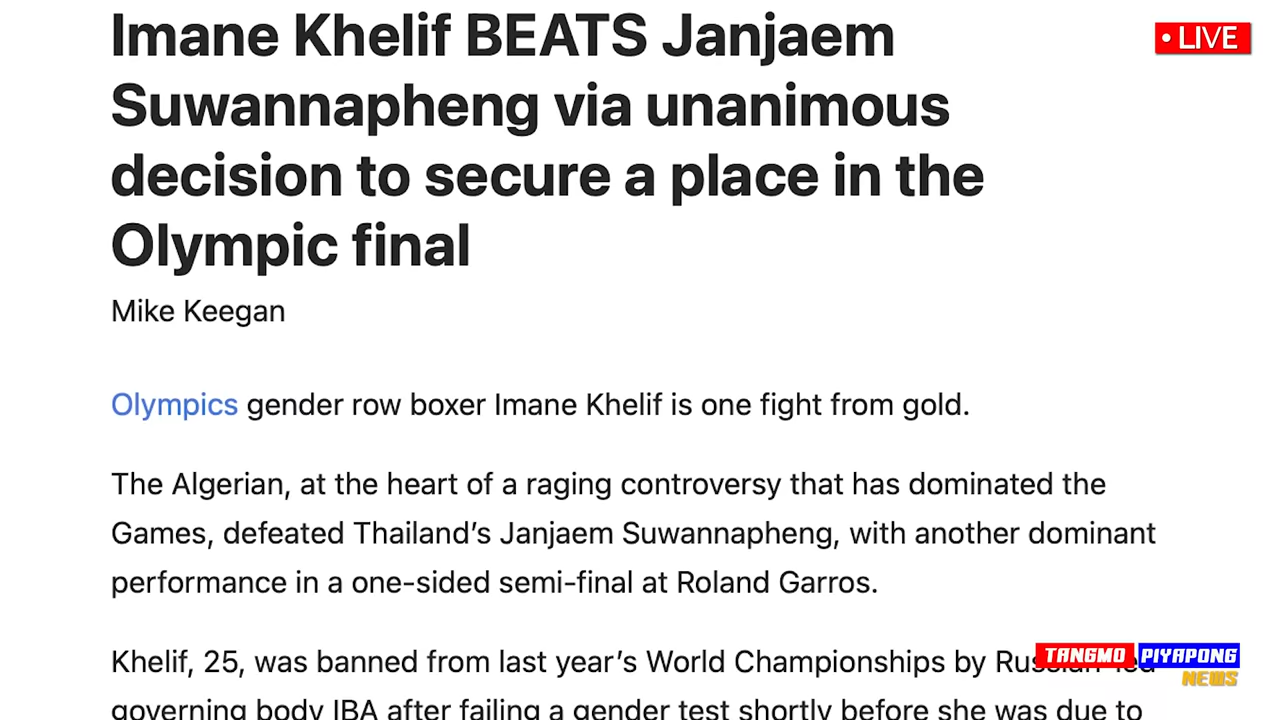 Imane Khelif BEATS Janjaem
• LIVE
Suwannapheng via unanimous
decision to secure a place in the
Olympic final
Mike Keegan
Olympics gender row boxer Imane Khelif is one fight from gold.
The Algerian, at the heart of a raging controversy that has dominated the
Games, defeated Thailand’s Janjaem Suwannapheng, with another dominant
performance in a one-sided semi-final at Roland Garros.
Khelif, 25, was banned from last year’s World Championships by Russian-led
TANGMO PIYAPONG
NEWS
governing body IBA after failing a gender test shortly before she was due to